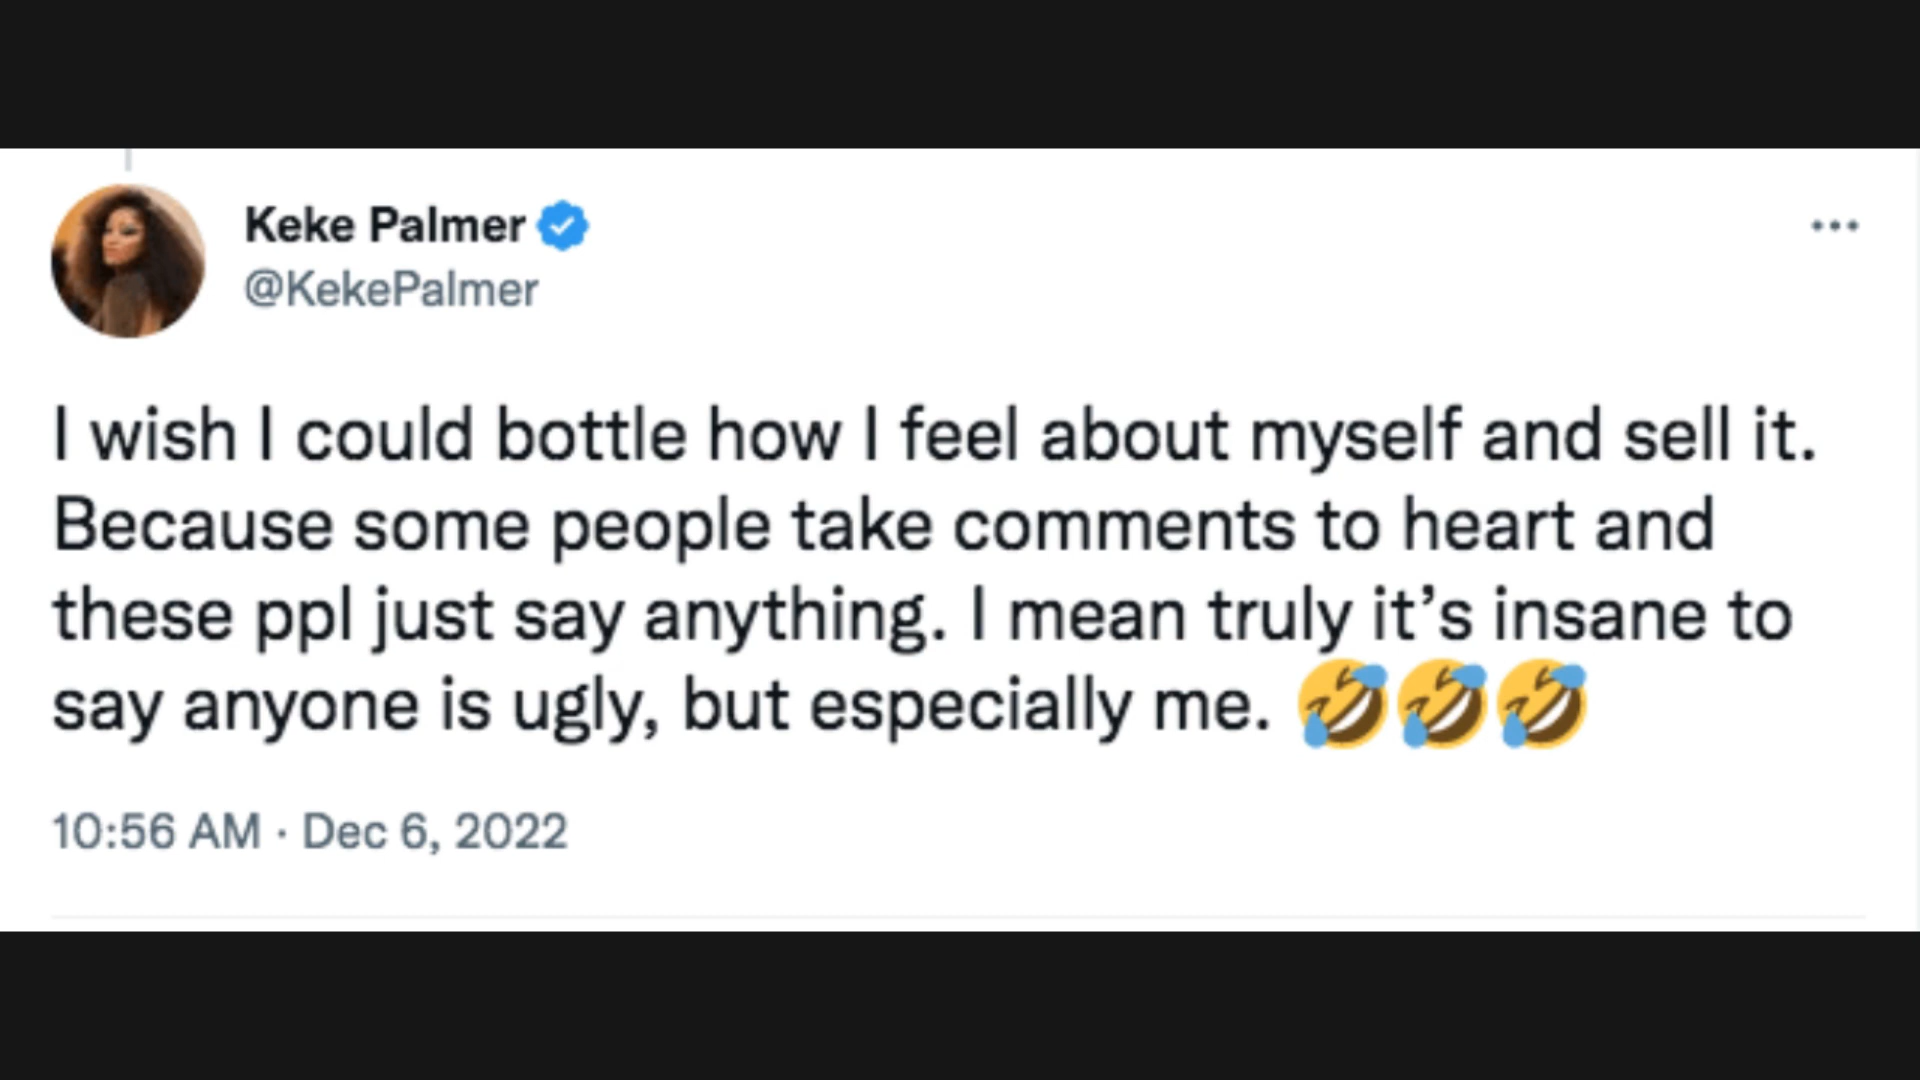 Keke Palmer
@KekePalmer
I wish I could bottle how I feel about myself and sell it.
Because some people take comments to heart and
these ppl just say anything. I mean truly it’s insane to
say anyone is ugly, but especially me. 🤣🤣🤣
10:56 AM · Dec 6, 2022